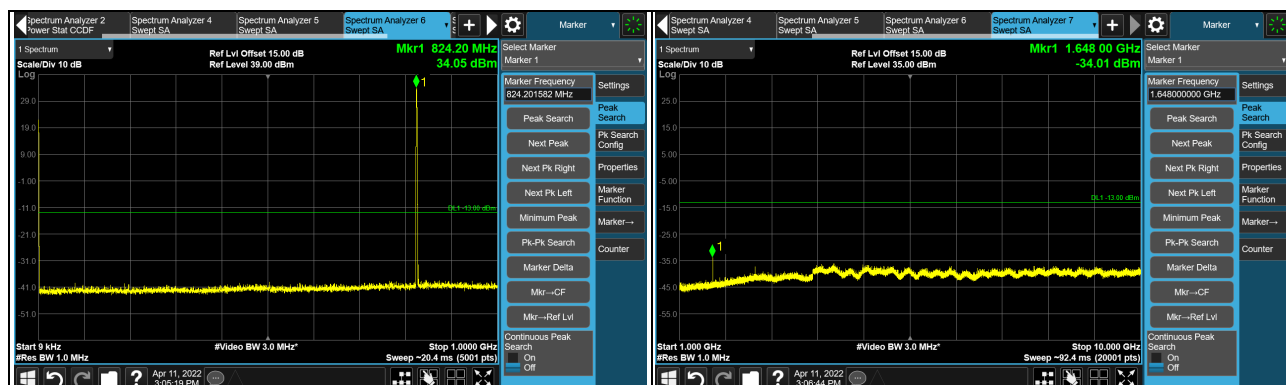 Spectrum Analyzer 2
Power Stat CCDF
Spectrum Analyzer 4
Swept SA
Spectrum Analyzer 5
Swept SA
Spectrum Analyzer 6
Swept SA
Marker
1 Spectrum
Scale/Div 10 dB
Ref Lvl Offset 15.00 dB
Ref Level 39.00 dBm
Mkr1 824.20 MHz
34.05 dBm
Log
1
29.0
19.0
9.00
-1.00
-11.0
DL1 -13.00 dBm
-21.0
-31.0
-41.0
-51.0
Start 9 kHz
#Res BW 1.0 MHz
#Video BW 3.0 MHz*
Stop 1.0000 GHz
Sweep ~20.4 ms (5001 pts)
Select Marker
Marker 1
Marker Frequency
824.201582 MHz
Peak Search
Next Peak
Next Pk Right
Next Pk Left
Minimum Peak
Pk-Pk Search
Marker Delta
Mkr→CF
Mkr→Ref Lvl
Continuous Peak
Search
On
Off
Settings
Peak
Search
Pk Search
Config
Properties
Marker
Function
Marker→
Counter
?
Apr 11, 2022
3:05:19 PM
Spectrum Analyzer 4
Swept SA
Spectrum Analyzer 5
Swept SA
Spectrum Analyzer 6
Swept SA
Spectrum Analyzer 7
Swept SA
Marker
1 Spectrum
Scale/Div 10 dB
Ref Lvl Offset 15.00 dB
Ref Level 35.00 dBm
Mkr1 1.648 00 GHz
-34.01 dBm
Log
25.0
15.0
5.00
-5.00
DL1 -13.00 dBm
-15.0
-25.0
1
-35.0
-45.0
-55.0
Start 1.000 GHz
#Res BW 1.0 MHz
#Video BW 3.0 MHz*
Stop 10.000 GHz
Sweep ~92.4 ms (20001 pts)
Select Marker
Marker 1
Marker Frequency
1.648000000 GHz
Peak Search
Next Peak
Next Pk Right
Next Pk Left
Minimum Peak
Pk-Pk Search
Marker Delta
Mkr→CF
Mkr→Ref Lvl
Continuous Peak
Search
On
Off
Settings
Peak
Search
Pk Search
Config
Properties
Marker
Function
Marker→
Counter
?
Apr 11, 2022
3:06:44 PM